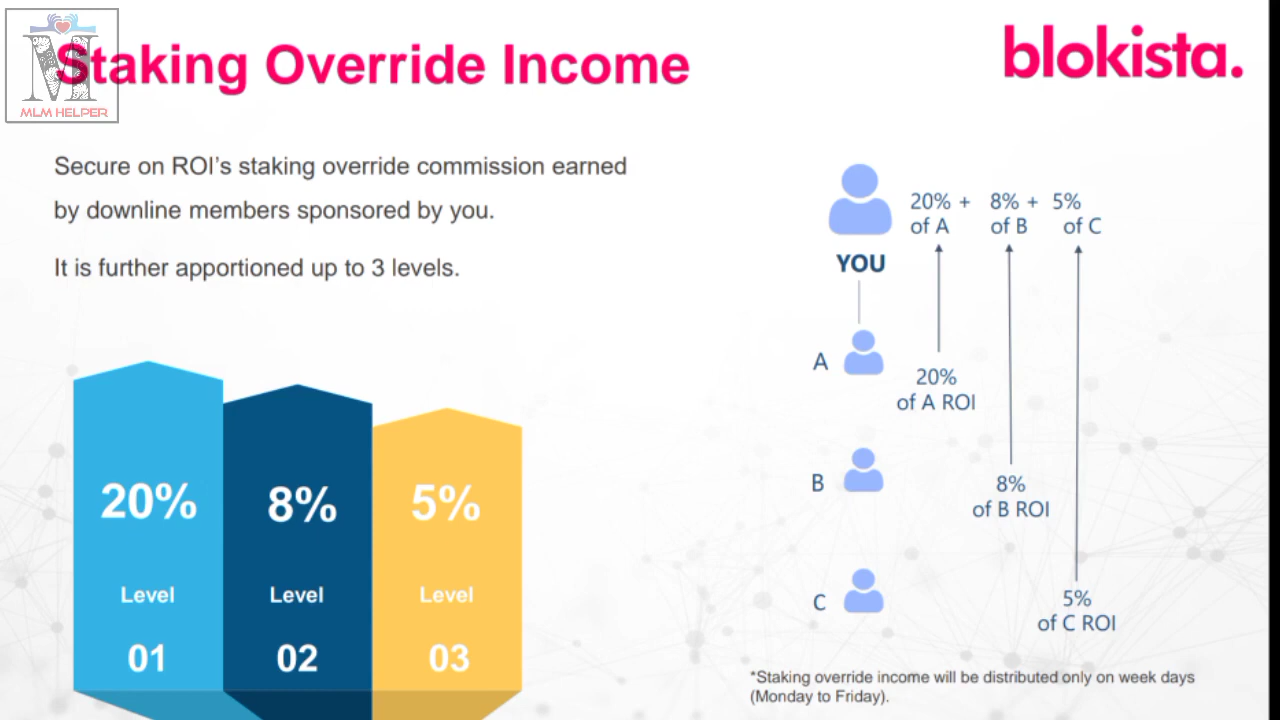 Staking Override Income
MLM HELPER
blokista.
Secure on ROI's staking override commission earned
by downline members sponsored by you.
It is further apportioned up to 3 levels.
20%
Level
01
8%
Level
02
5%
Level
03
20% + 8% + 5%
of A of B of C
YOU
A
20%
of A ROI
B
8%
of B ROI
C
5%
of C ROI
*Staking override income will be distributed only on week days
(Monday to Friday).